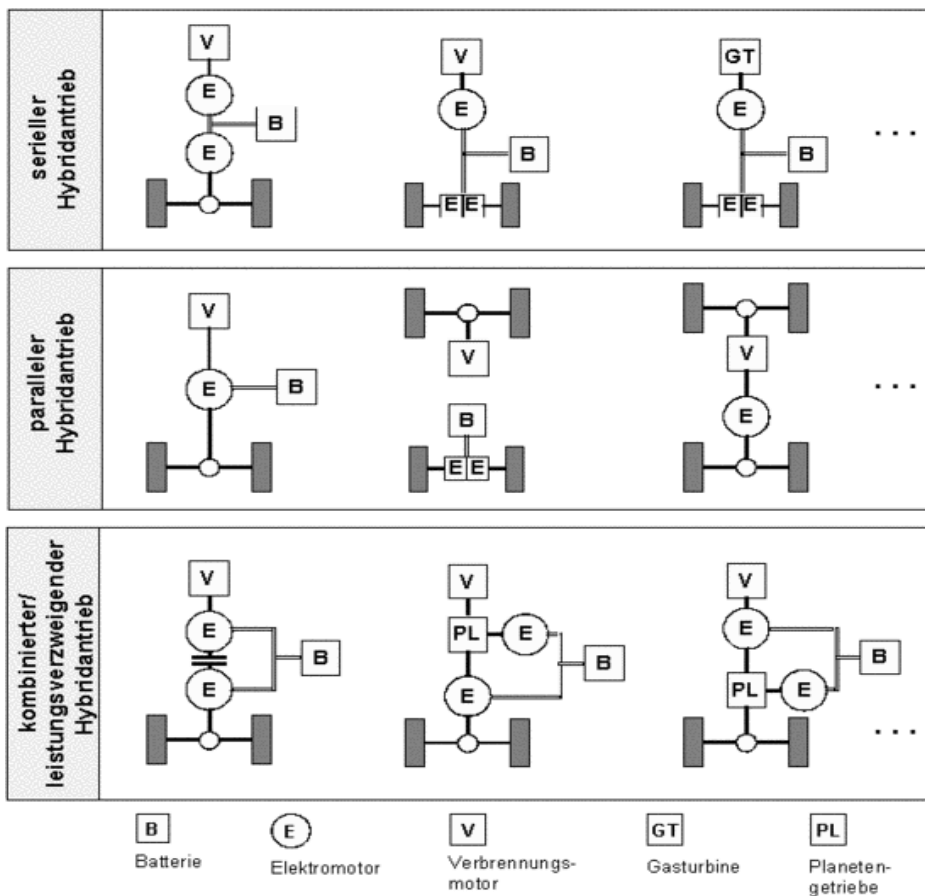 serieller
Hybridantrieb
V
E
E
B
V
E
B
E E
GT
E
B
E E
...
paralleler
Hybridantrieb
V
E
B
V
B
E E
V
E
...
kombinierter/
leistungsverzweigender
Hybridantrieb
V
E
E
B
V
PL
E
E
B
V
E
PL
E
B
...
B
Batterie
E
Elektromotor
V
Verbrennungs-
motor
GT
Gasturbine
PL
Planeten-
getriebe